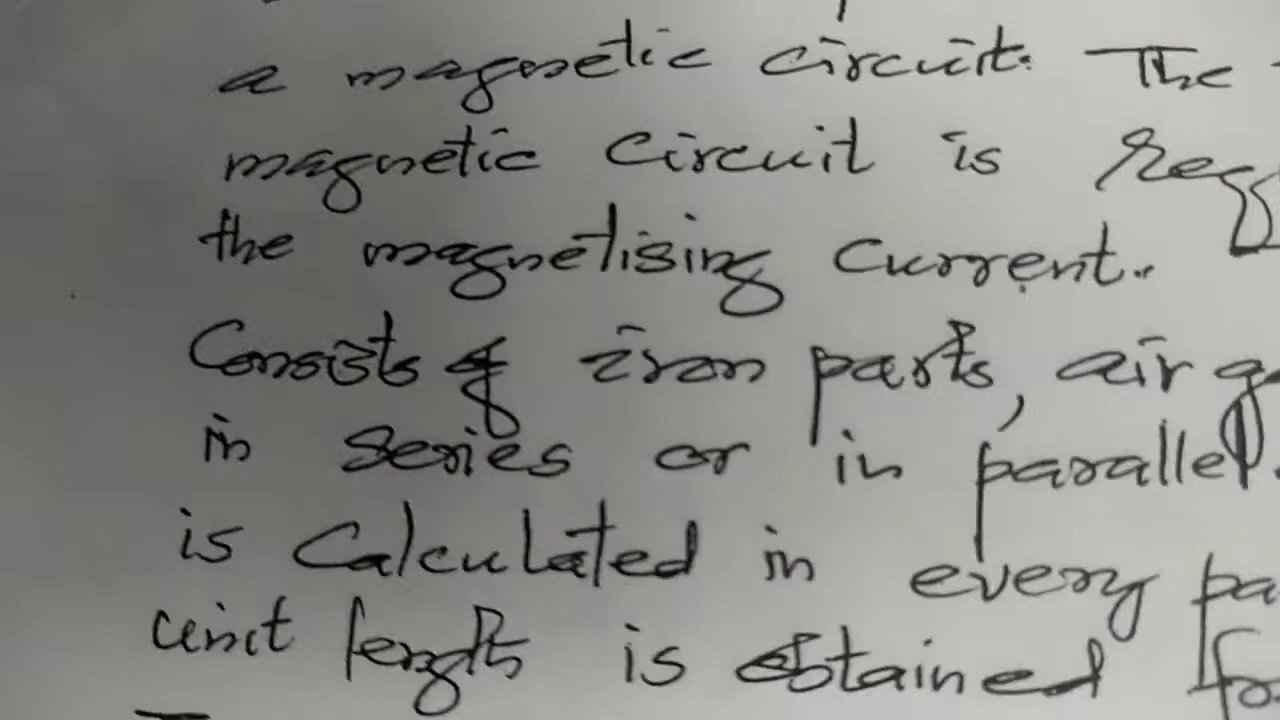 a magnetic circuit. The
magnetic circuit is
the magnetising current.
Consists of iron parts, air
in series or in parallel.
is Calculated in every
unit length is obtained